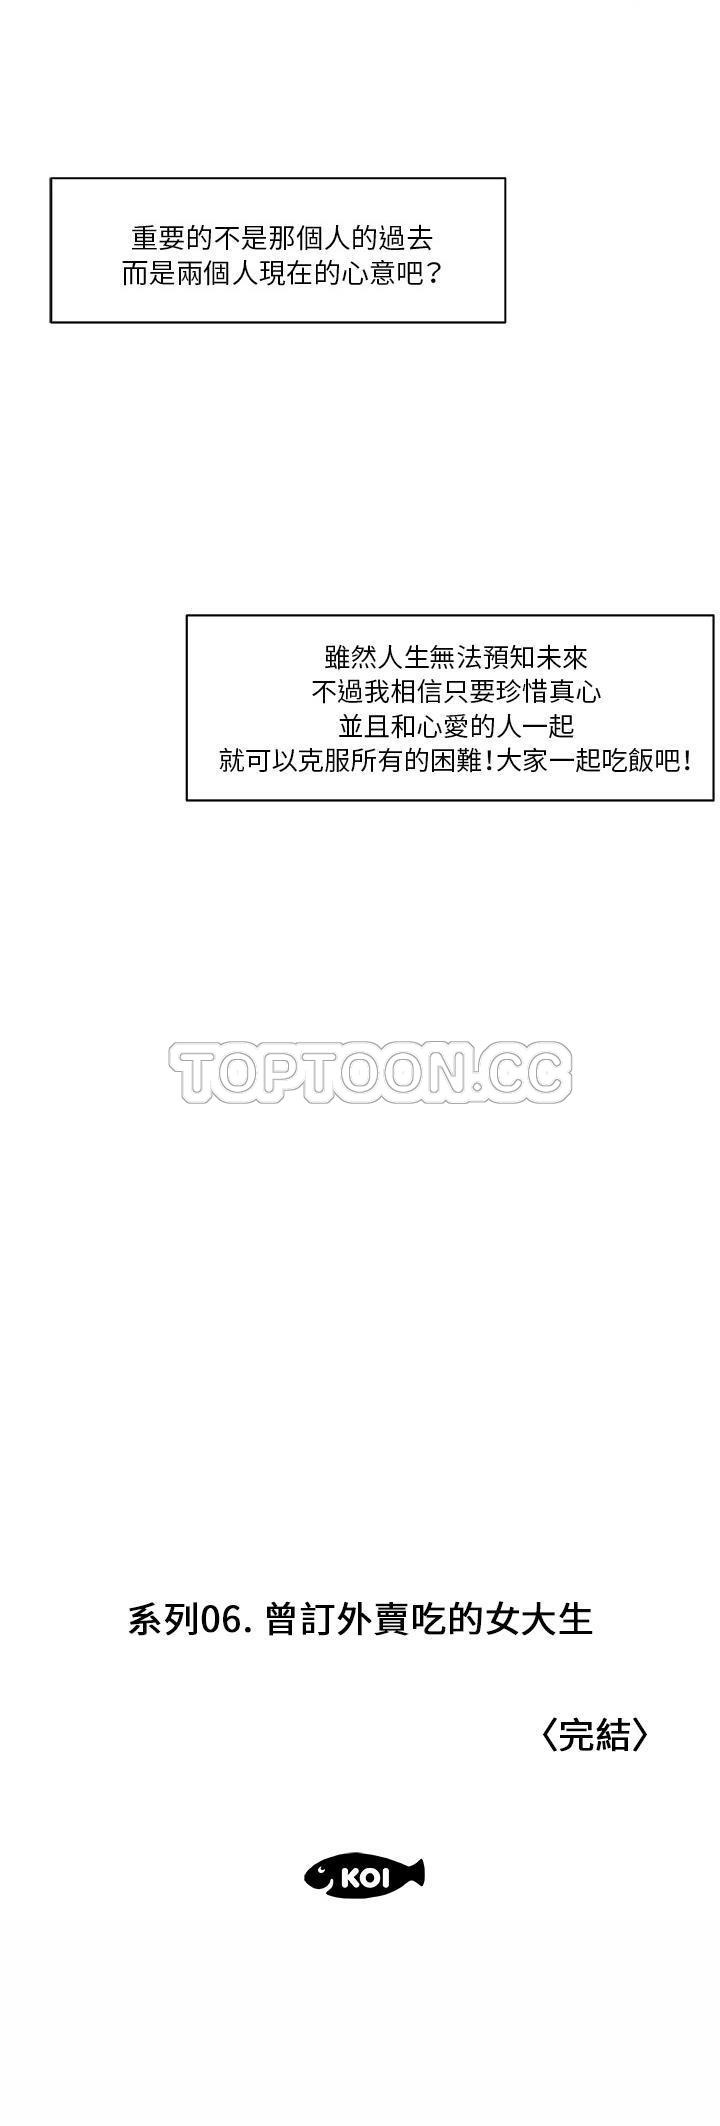 重要的不是那個人的過去
而是兩個人現在的心意吧？
雖然人生無法預知未來
不過我相信只要珍惜真心
並且和心愛的人一起
就可以克服所有的困難！大家一起吃飯吧！
TOPTOON.CC
系列06. 曾訂外賣吃的女大生
〈完結〉
KOI